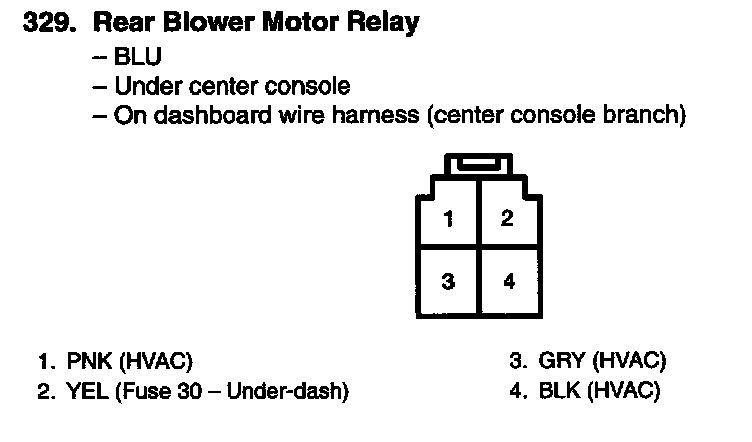 329. Rear Blower Motor Relay
– BLU
– Under center console
– On dashboard wire harness (center console branch)
1 2
3 4
1. PNK (HVAC)
2. YEL (Fuse 30 – Under-dash)
3. GRY (HVAC)
4. BLK (HVAC)